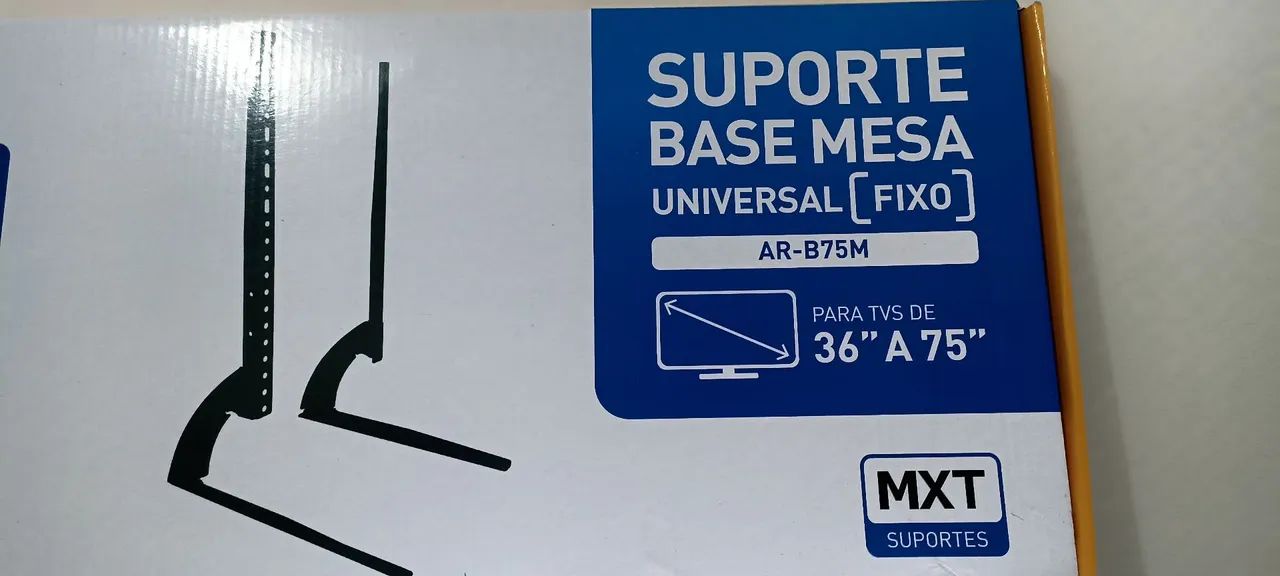 SUPORTE
BASE MESA
UNIVERSAL [FIXO]
AR-B75M
PARA TVS DE
36” A 75”
MXT
SUPORTES